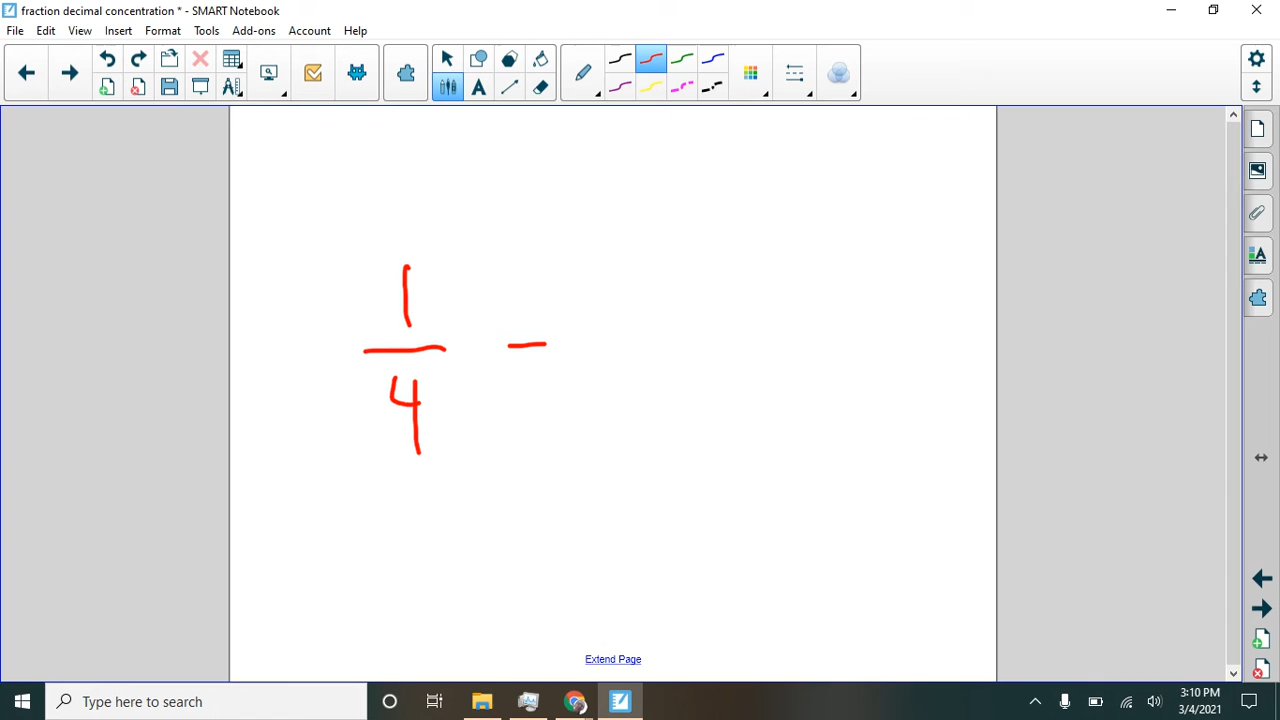 fraction decimal concentration * - SMART Notebook
File Edit View Insert Format Tools Add-ons Account Help
1
—
4
—
Extend Page
Type here to search
3:10 PM
3/4/2021